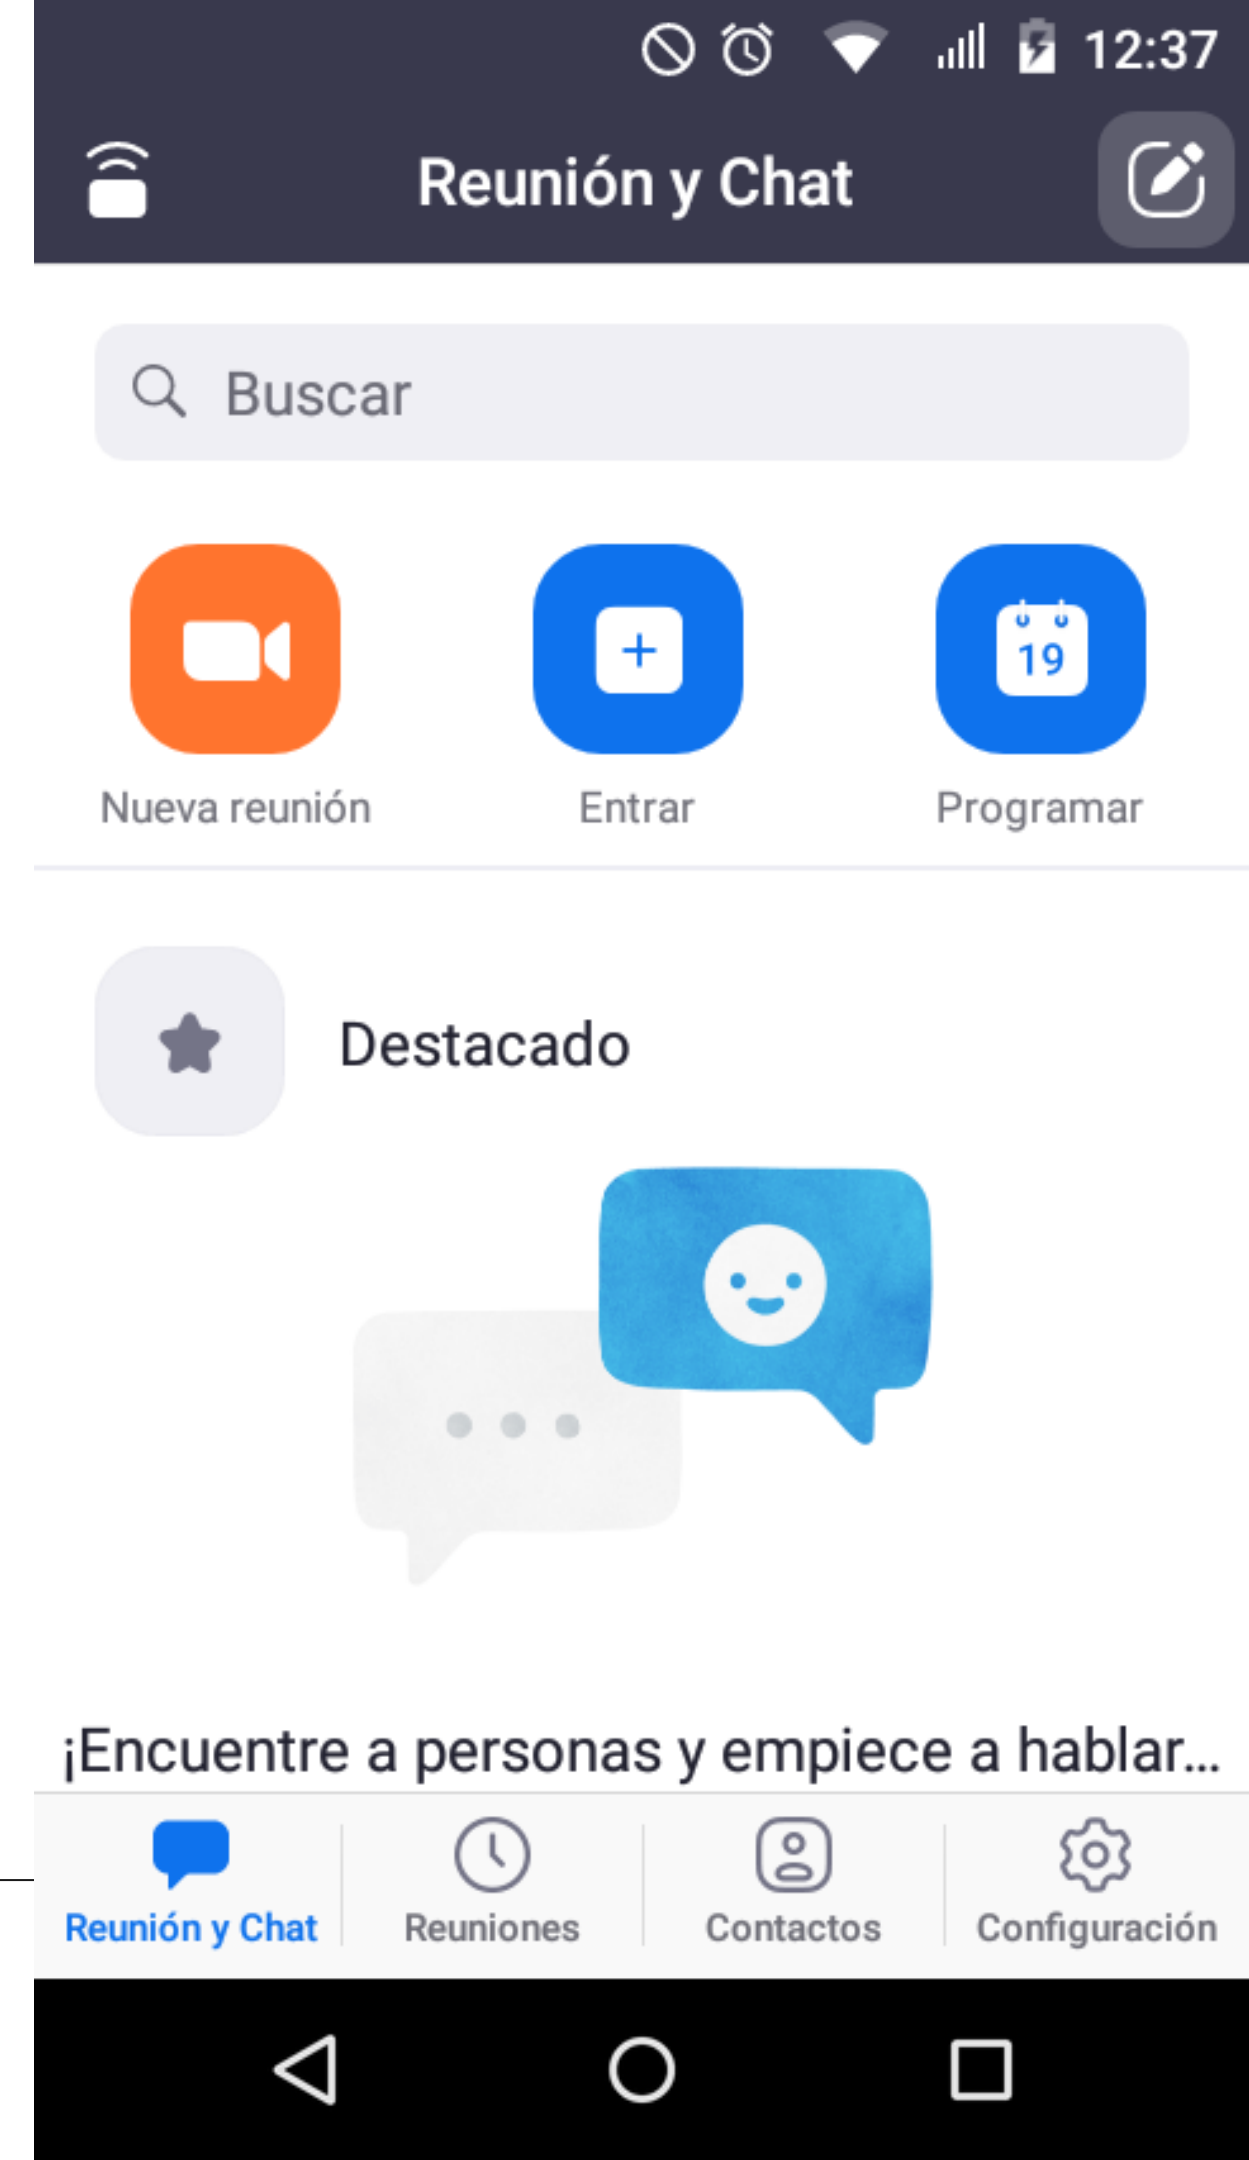 12:37
Reunión y Chat
Buscar
19
Nueva reunión
Entrar
Programar
Destacado
¡Encuentre a personas y empiece a hablar...
Reunión y Chat
Reuniones
Contactos
Configuración